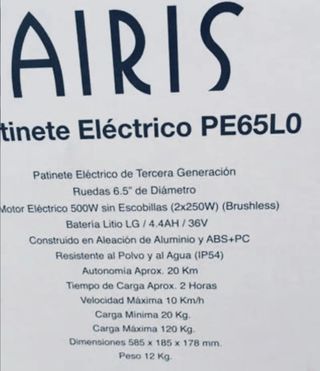 AIRIS
tinete Eléctrico PE65L0
Patinete Eléctrico de Tercera Generación
Ruedas 6.5" de Diámetro
Motor Eléctrico 500W sin Escobillas (2x250W) (Brushless)
Batería Litio LG / 4.4AH / 36V
Construido en Aleación de Aluminio y ABS+PC
Resistente al Polvo y al Agua (IP54)
Autonomía Aprox. 20 Km
Tiempo de Carga Aprox. 2 Horas
Velocidad Máxima 10 Km/h
Carga Mínima 20 Kg.
Carga Máxima 120 Kg.
Dimensiones 585 x 185 x 178 mm.
Peso 12 Kg.